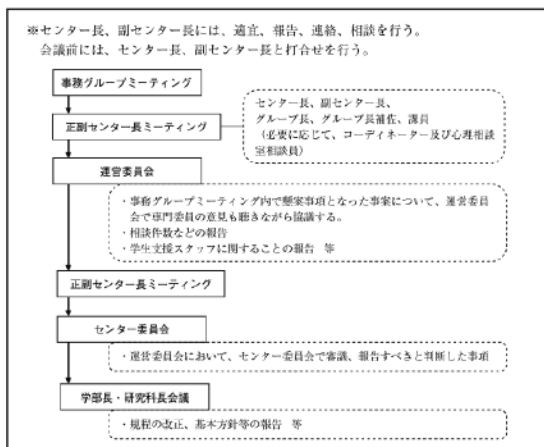 ※センター長、副センター長には、適宜、報告、連絡、相談を行う。
会議前には、センター長、副センター長と打合せを行う。
事務グループミーティング
正副センター長ミーティング
センター長、副センター長、
グループ長、グループ長補佐、課員
（必要に応じて、コーディネーター及び心理相談
室相談員）
運営委員会
・事務グループミーティング内で懸案事項となった事案について、運営委員
会で専門委員の意見も聴きながら協議する。
・相談件数などの報告
・学生支援スタッフに関することの報告 等
正副センター長ミーティング
センター委員会
・運営委員会において、センター委員会で審議、報告すべきと判断した事項
学部長・研究科長会議
・規程の改正、基本方針等の報告 等